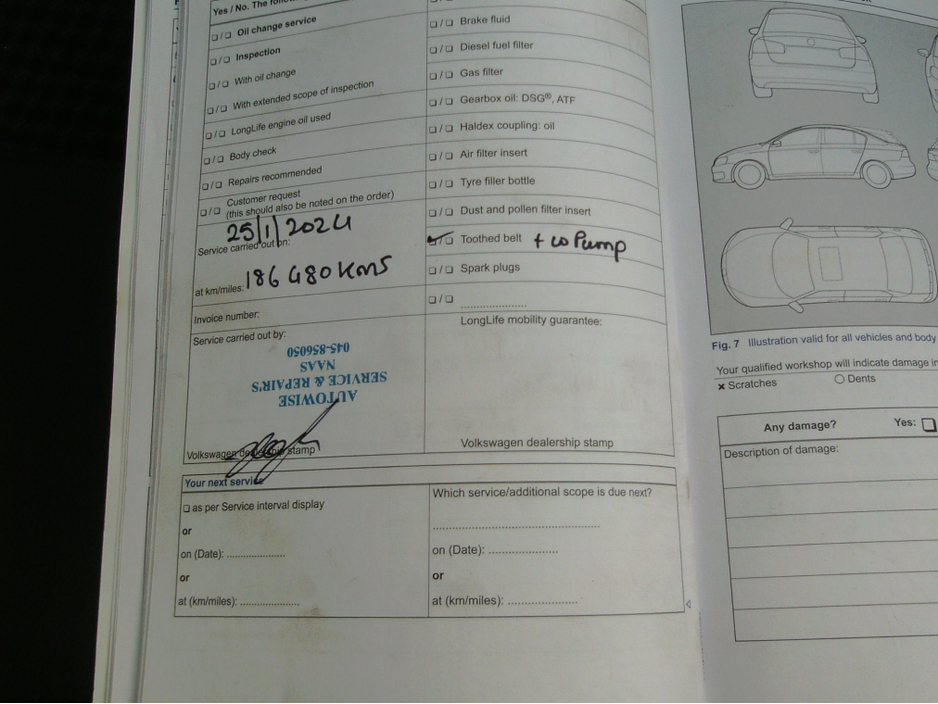 Yes / No. The follow
❏/❏ Oil change service
❏/❏ Inspection
❏/❏ With oil change
❏/❏ With extended scope of inspection
❏/❏ LongLife engine oil used
❏/❏ Body check
❏/❏ Repairs recommended
❏/❏ Customer request
(this should also be noted on the order)
25/1/2024
Service carried out on:
at km/miles: 186 480 Kms
Invoice number:
Service carried out by:
AUTOWISE
SERVICE & REPAIR'S
NAAS
045-856050
Volkswagen dealership stamp
❏/❏ Brake fluid
❏/❏ Diesel fuel filter
❏/❏ Gas filter
❏/❏ Gearbox oil: DSG®, ATF
❏/❏ Haldex coupling: oil
❏/❏ Air filter insert
❏/❏ Tyre filler bottle
❏/❏ Dust and pollen filter insert
✓/❏ Toothed belt + w Pump
❏/❏ Spark plugs
❏/❏ ......................
LongLife mobility guarantee:
Volkswagen dealership stamp
Your next service
❏ as per Service interval display
or
on (Date): ..................
or
at (km/miles): ..................
Which service/additional scope is due next?
..................................................
on (Date): .....................
or
at (km/miles): .....................
Fig. 7 Illustration valid for all vehicles and body
Your qualified workshop will indicate damage in
× Scratches ○ Dents
Any damage? Yes: ❏
Description of damage: